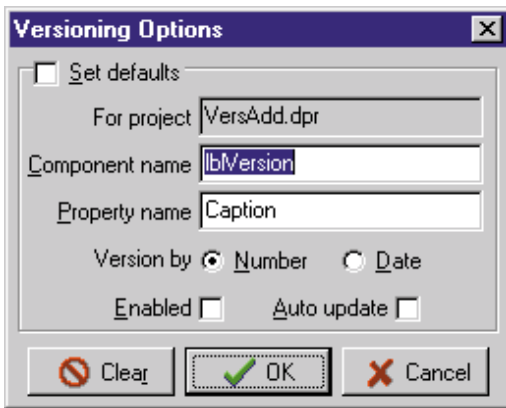 Versioning Options
Set defaults
For project VersAdd.dpr
Component name lblVersion
Property name Caption
Version by Number Date
Enabled Auto update
Clear OK Cancel